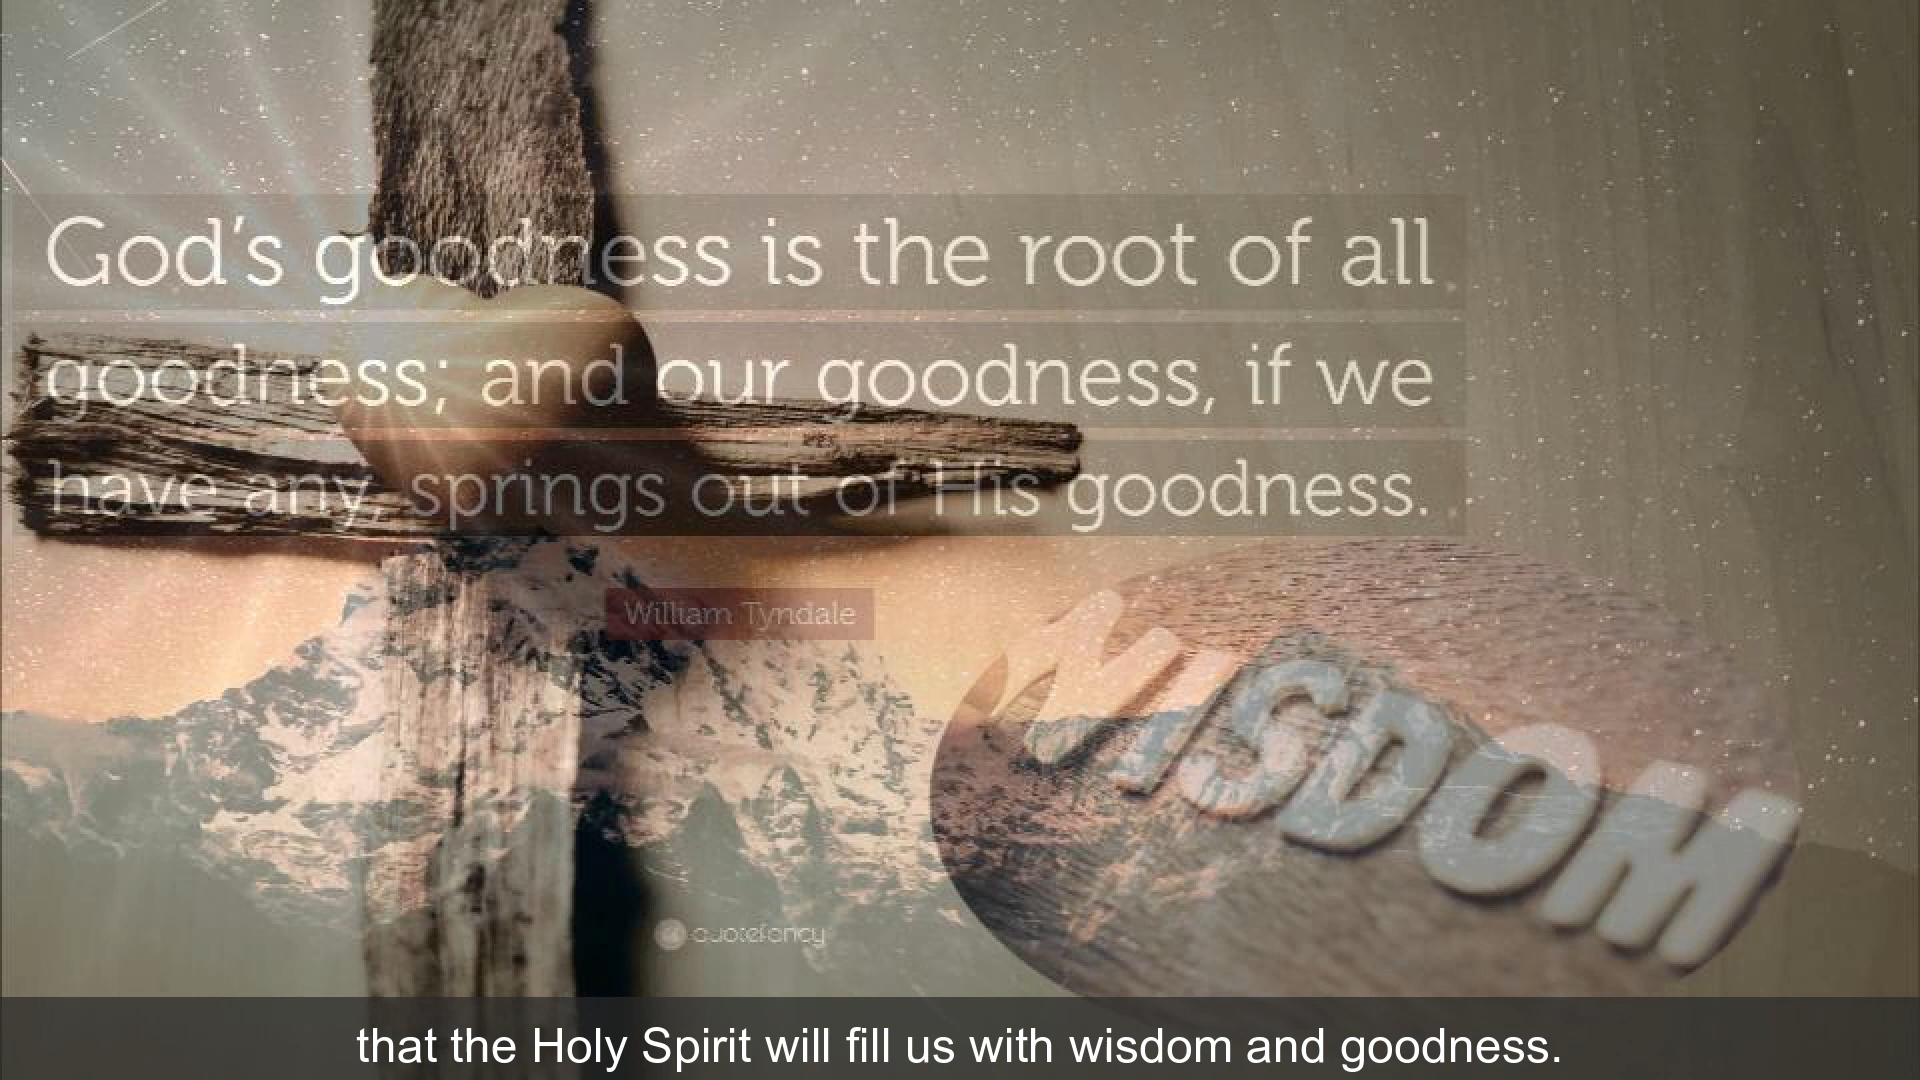 God's goodness is the root of all
goodness; and our goodness, if we
have any, springs out of His goodness.
William Tyndale
WISDOM
quotefancy
that the Holy Spirit will fill us with wisdom and goodness.